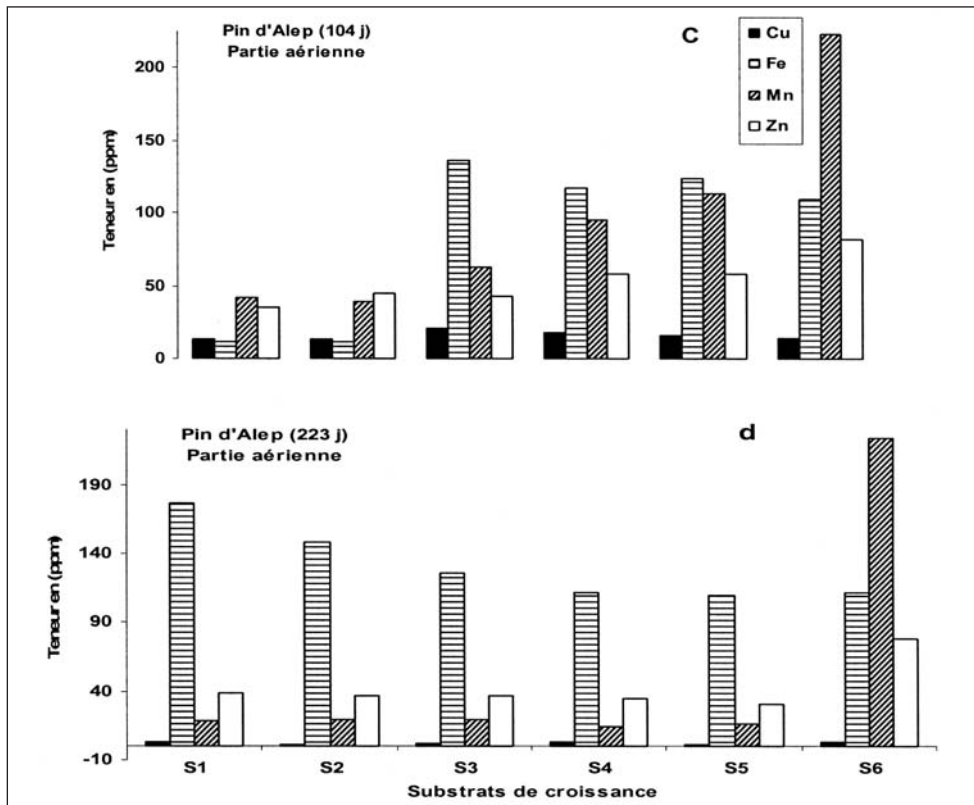 Pin d'Alep (104 j)
Partie aérienne
C
Cu
Fe
Mn
Zn
Teneur en (ppm)
200
150
100
50
0
Pin d'Alep (223 j)
Partie aérienne
d
Teneur en (ppm)
190
140
90
40
-10
S1 S2 S3 S4 S5 S6
Substrats de croissance